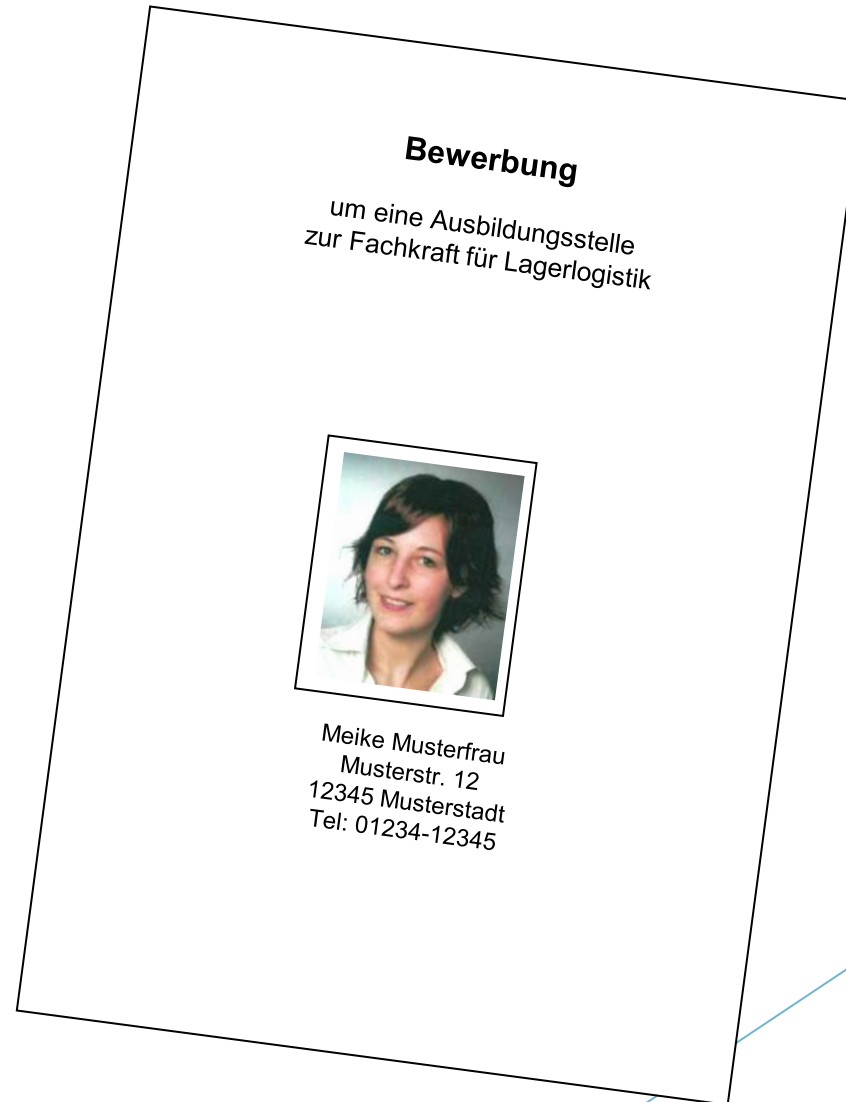 Bewerbung
um eine Ausbildungsstelle
zur Fachkraft für Lagerlogistik
Meike Musterfrau
Musterstr. 12
12345 Musterstadt
Tel: 01234-12345